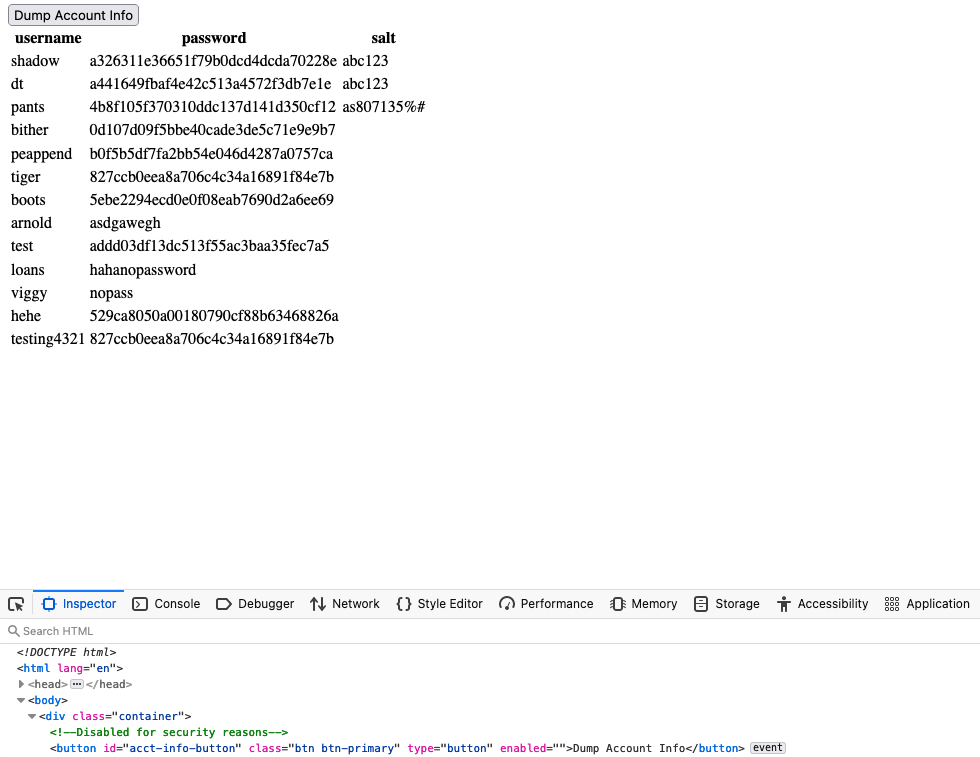 Dump Account Info
username password salt
shadow a326311e36651f79b0dcd4dcda70228e abc123
dt a441649fbaf4e42c513a4572f3db7e1e abc123
pants 4b8f105f370310ddc137d141d350cf12 as807135%#
bither 0d107d09f5bbe40cade3de5c71e9e9b7
peappend b0f5b5df7fa2bb54e046d4287a0757ca
tiger 827ccb0eea8a706c4c34a16891f84e7b
boots 5ebe2294ecd0e0f08eab7690d2a6ee69
arnold asdgawegh
test addd03df13dc513f55ac3baa35fec7a5
loans hahanopassword
viggy nopass
hehe 529ca8050a00180790cf88b63468826a
testing4321 827ccb0eea8a706c4c34a16891f84e7b
Inspector Console Debugger Network Style Editor Performance Memory Storage Accessibility Application
Search HTML
<!DOCTYPE html>
<html lang="en">
<head>⋯</head>
<body>
<div class="container">
<!--Disabled for security reasons-->
<button id="acct-info-button" class="btn btn-primary" type="button" enabled="">Dump Account Info</button> event